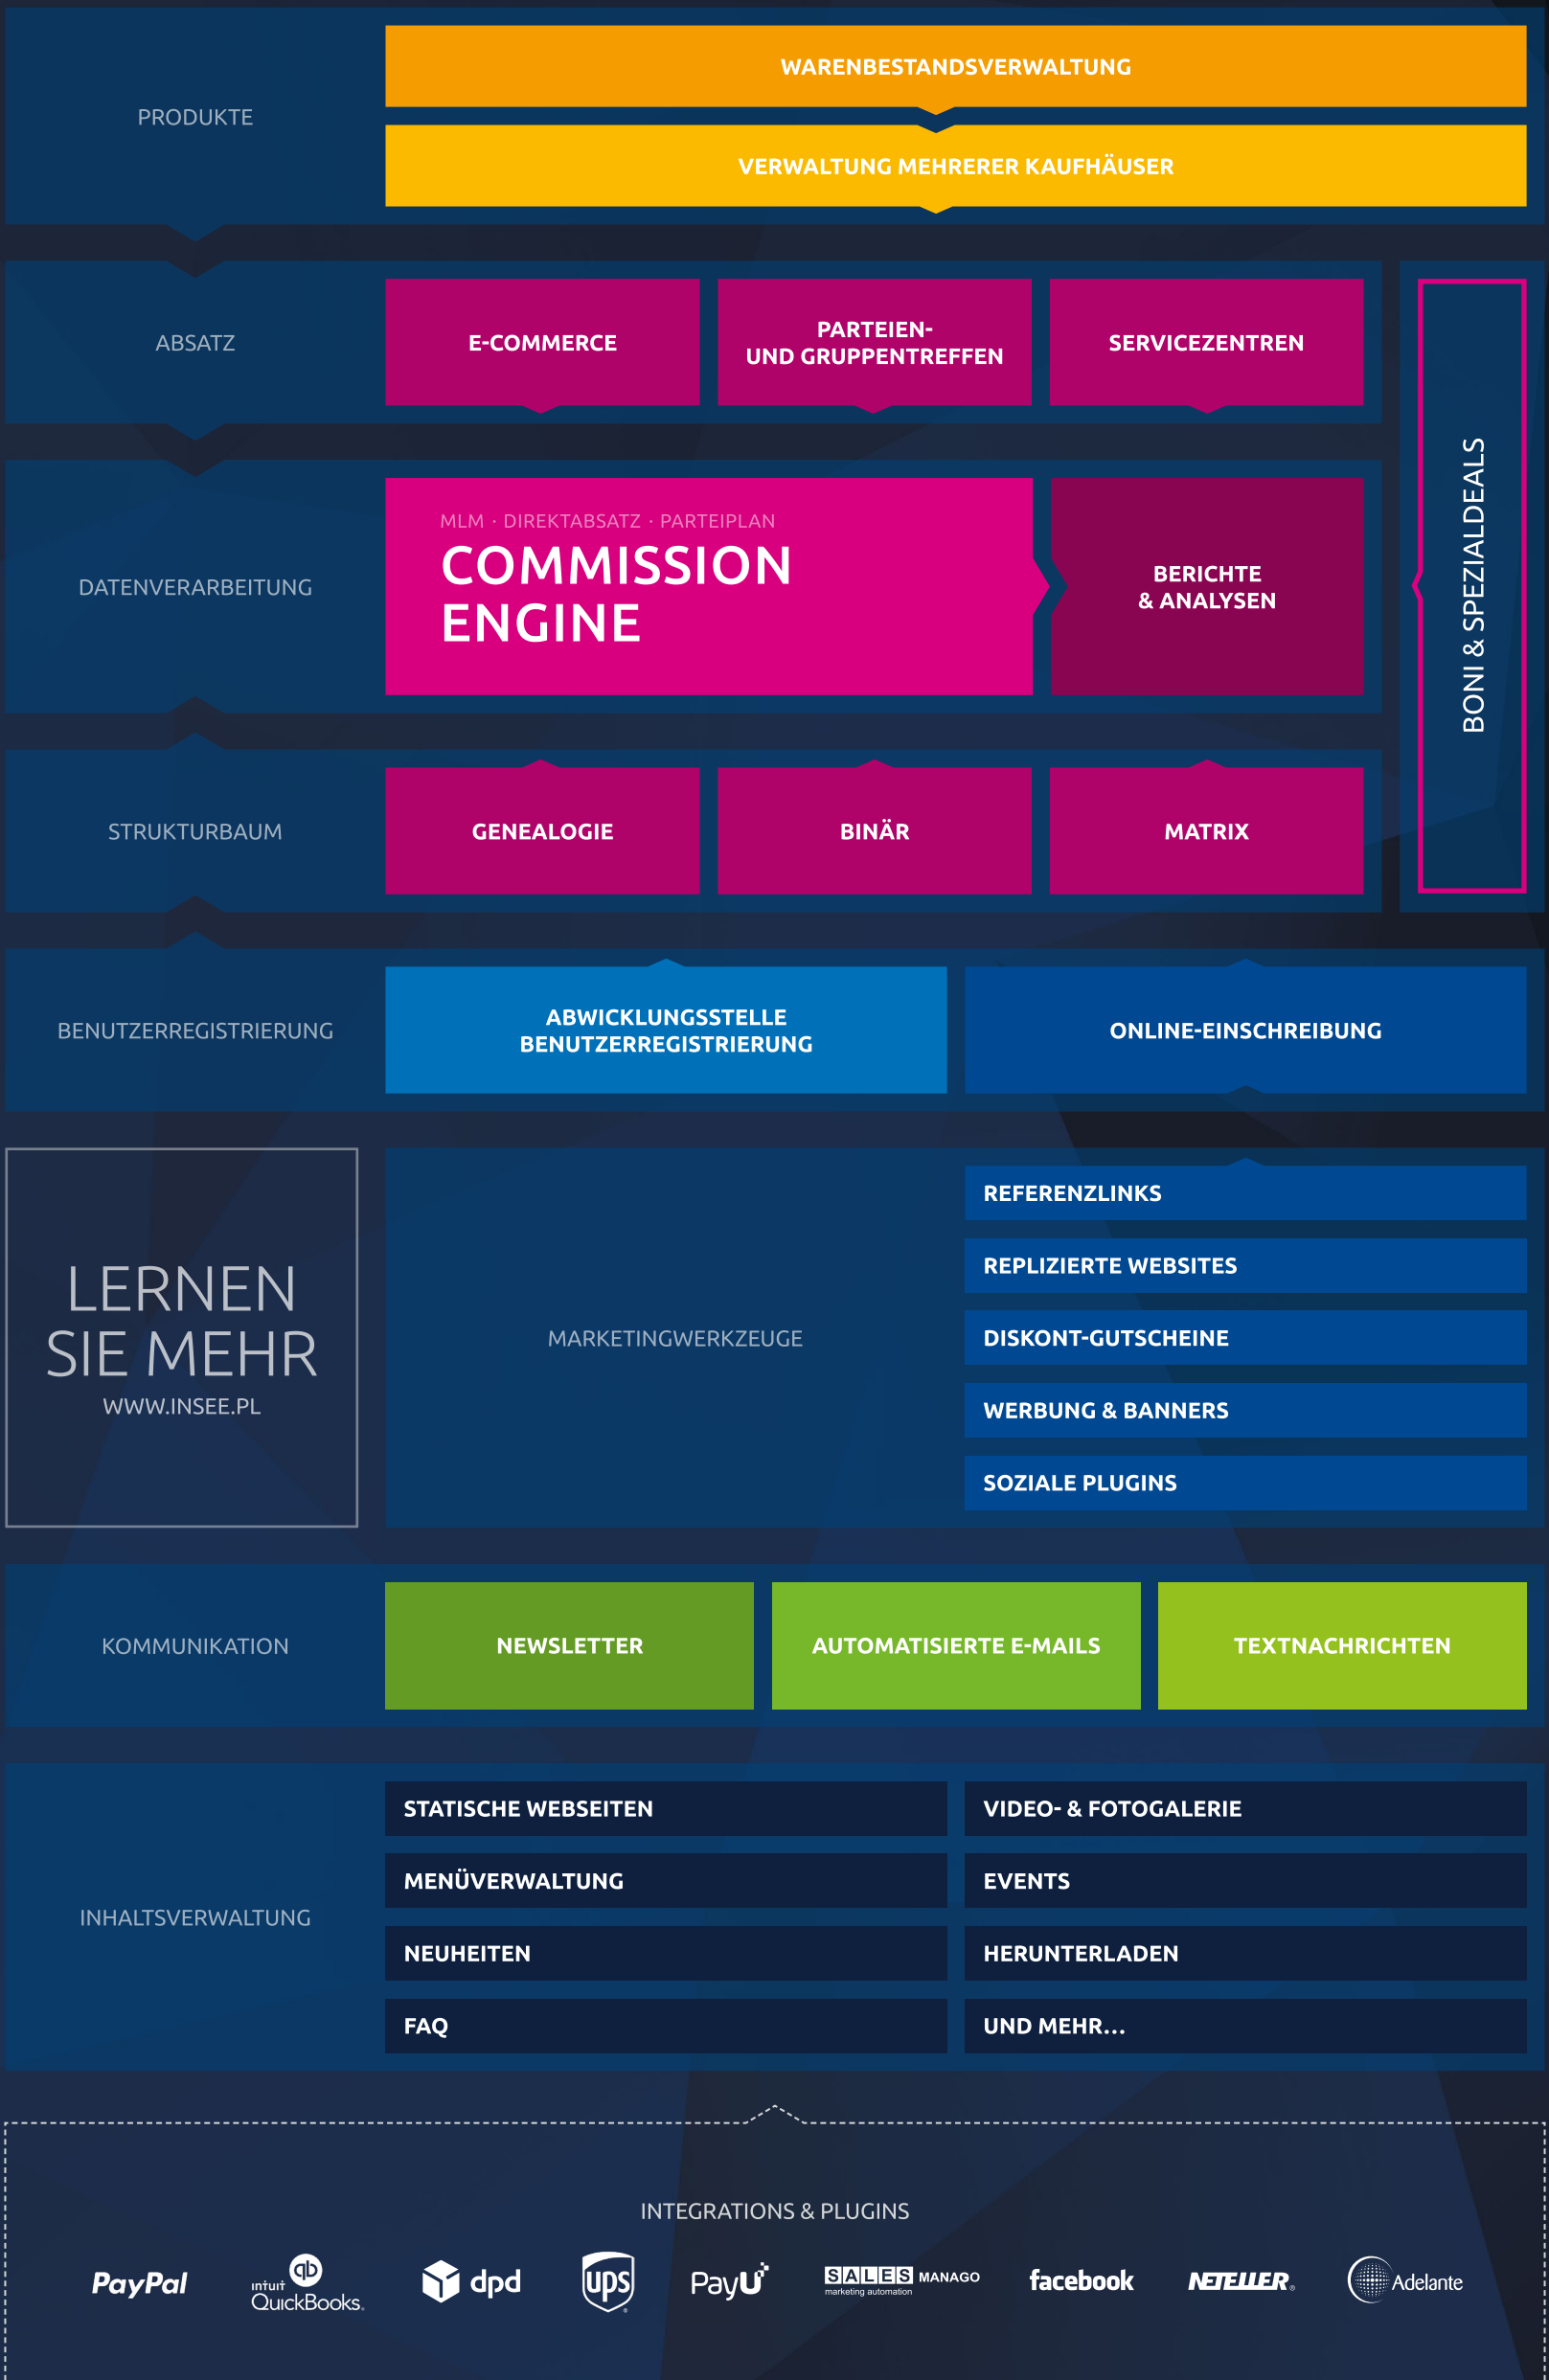 PRODUKTE
WARENBESTANDSVERWALTUNG
VERWALTUNG MEHRERER KAUFHÄUSER
ABSATZ
E-COMMERCE
PARTEIEN-
UND GRUPPENTREFFEN
SERVICEZENTREN
BONI & SPEZIALDEALS
DATENVERARBEITUNG
MLM · DIREKTABSATZ · PARTEIPLAN
COMMISSION
ENGINE
BERICHTE
& ANALYSEN
STRUKTURBAUM
GENEALOGIE
BINÄR
MATRIX
BENUTZERREGISTRIERUNG
ABWICKLUNGSSTELLE
BENUTZERREGISTRIERUNG
ONLINE-EINSCHREIBUNG
LERNEN
SIE MEHR
WWW.INSEE.PL
MARKETINGWERKZEUGE
REFERENZLINKS
REPLIZIERTE WEBSITES
DISKONT-GUTSCHEINE
WERBUNG & BANNERS
SOZIALE PLUGINS
KOMMUNIKATION
NEWSLETTER
AUTOMATISIERTE E-MAILS
TEXTNACHRICHTEN
INHALTSVERWALTUNG
STATISCHE WEBSEITEN
VIDEO- & FOTOGALERIE
MENÜVERWALTUNG
EVENTS
NEUHEITEN
HERUNTERLADEN
FAQ
UND MEHR...
INTEGRATIONS & PLUGINS
PayPal
qb
intuit
QuickBooks.
dpd
ups
PayU
SALES MANAGO
marketing automation
facebook
NETELLER®
Adelante